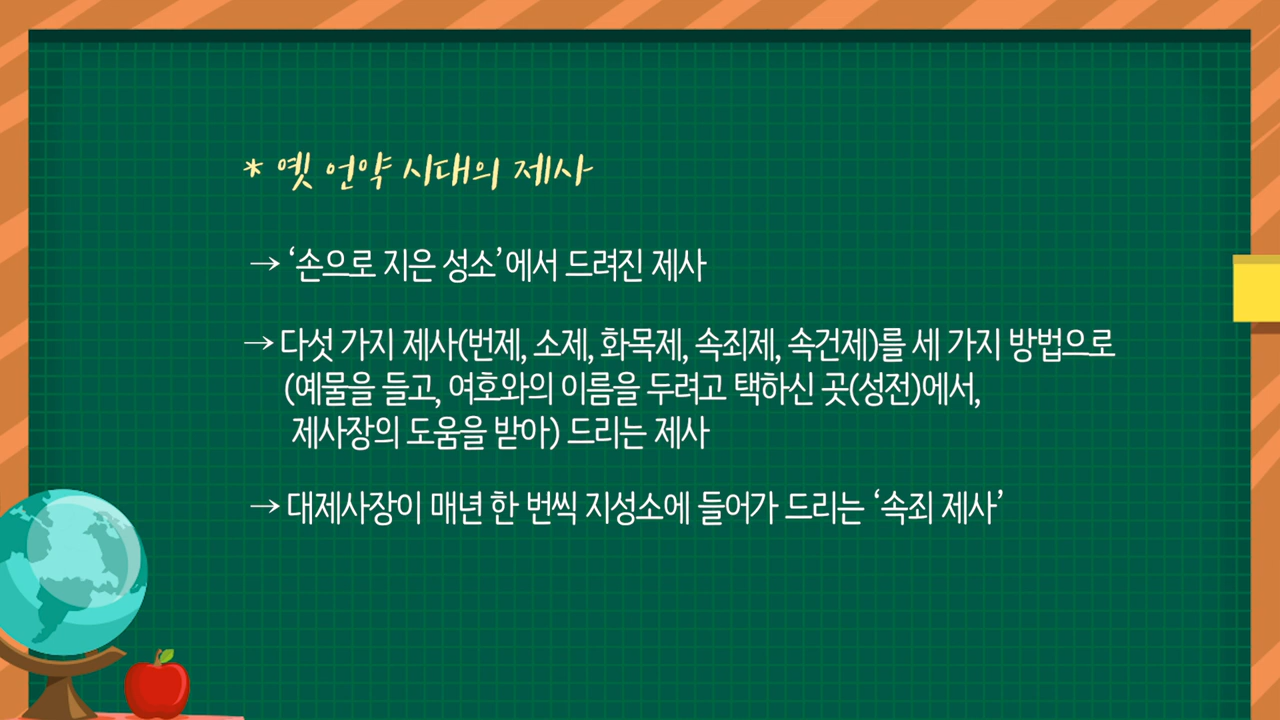 * 옛 언약 시대의 제사
→ ‘손으로 지은 성소’에서 드려진 제사
→ 다섯 가지 제사(번제, 소제, 화목제, 속죄제, 속건제)를 세 가지 방법으로
(예물을 들고, 여호와의 이름을 두려고 택하신 곳(성전)에서,
제사장의 도움을 받아) 드리는 제사
→ 대제사장이 매년 한 번씩 지성소에 들어가 드리는 ‘속죄 제사’